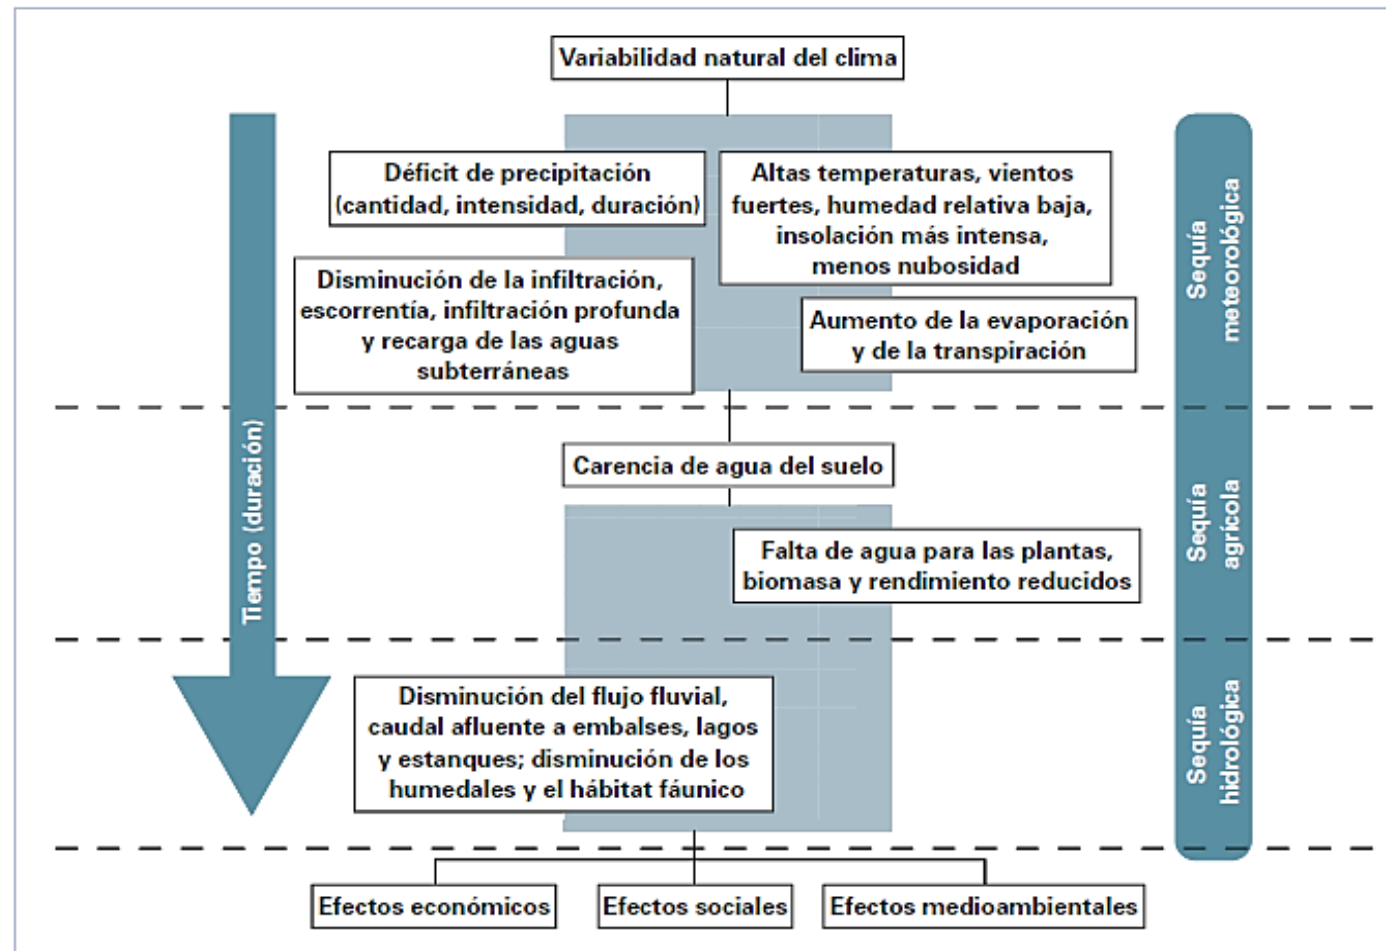 Variabilidad natural del clima
Déficit de precipitación
(cantidad, intensidad, duración)
Altas temperaturas, vientos
fuertes, humedad relativa baja,
insolación más intensa,
menos nubosidad
Disminución de la infiltración,
escorrentía, infiltración profunda
y recarga de las aguas
subterráneas
Aumento de la evaporación
y de la transpiración
Sequía
meteorológica
Tiempo (duración)
Carencia de agua del suelo
Falta de agua para las plantas,
biomasa y rendimiento reducidos
Sequía
agrícola
Disminución del flujo fluvial,
caudal afluente a embalses, lagos
y estanques; disminución de los
humedales y el hábitat fáunico
Sequía
hidrológica
Efectos económicos
Efectos sociales
Efectos medioambientales